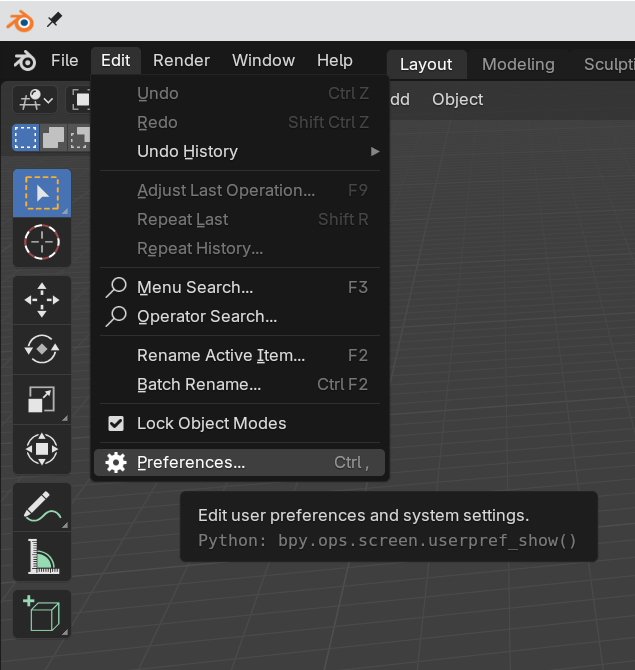 File Edit Render Window Help Layout Modeling
dd Object
Undo Ctrl Z
Redo Shift Ctrl Z
Undo History
Adjust Last Operation... F9
Repeat Last Shift R
Repeat History...
Menu Search... F3
Operator Search...
Rename Active Item... F2
Batch Rename... Ctrl F2
Lock Object Modes
Preferences... Ctrl ,
Edit user preferences and system settings.
Python: bpy.ops.screen.userpref_show()